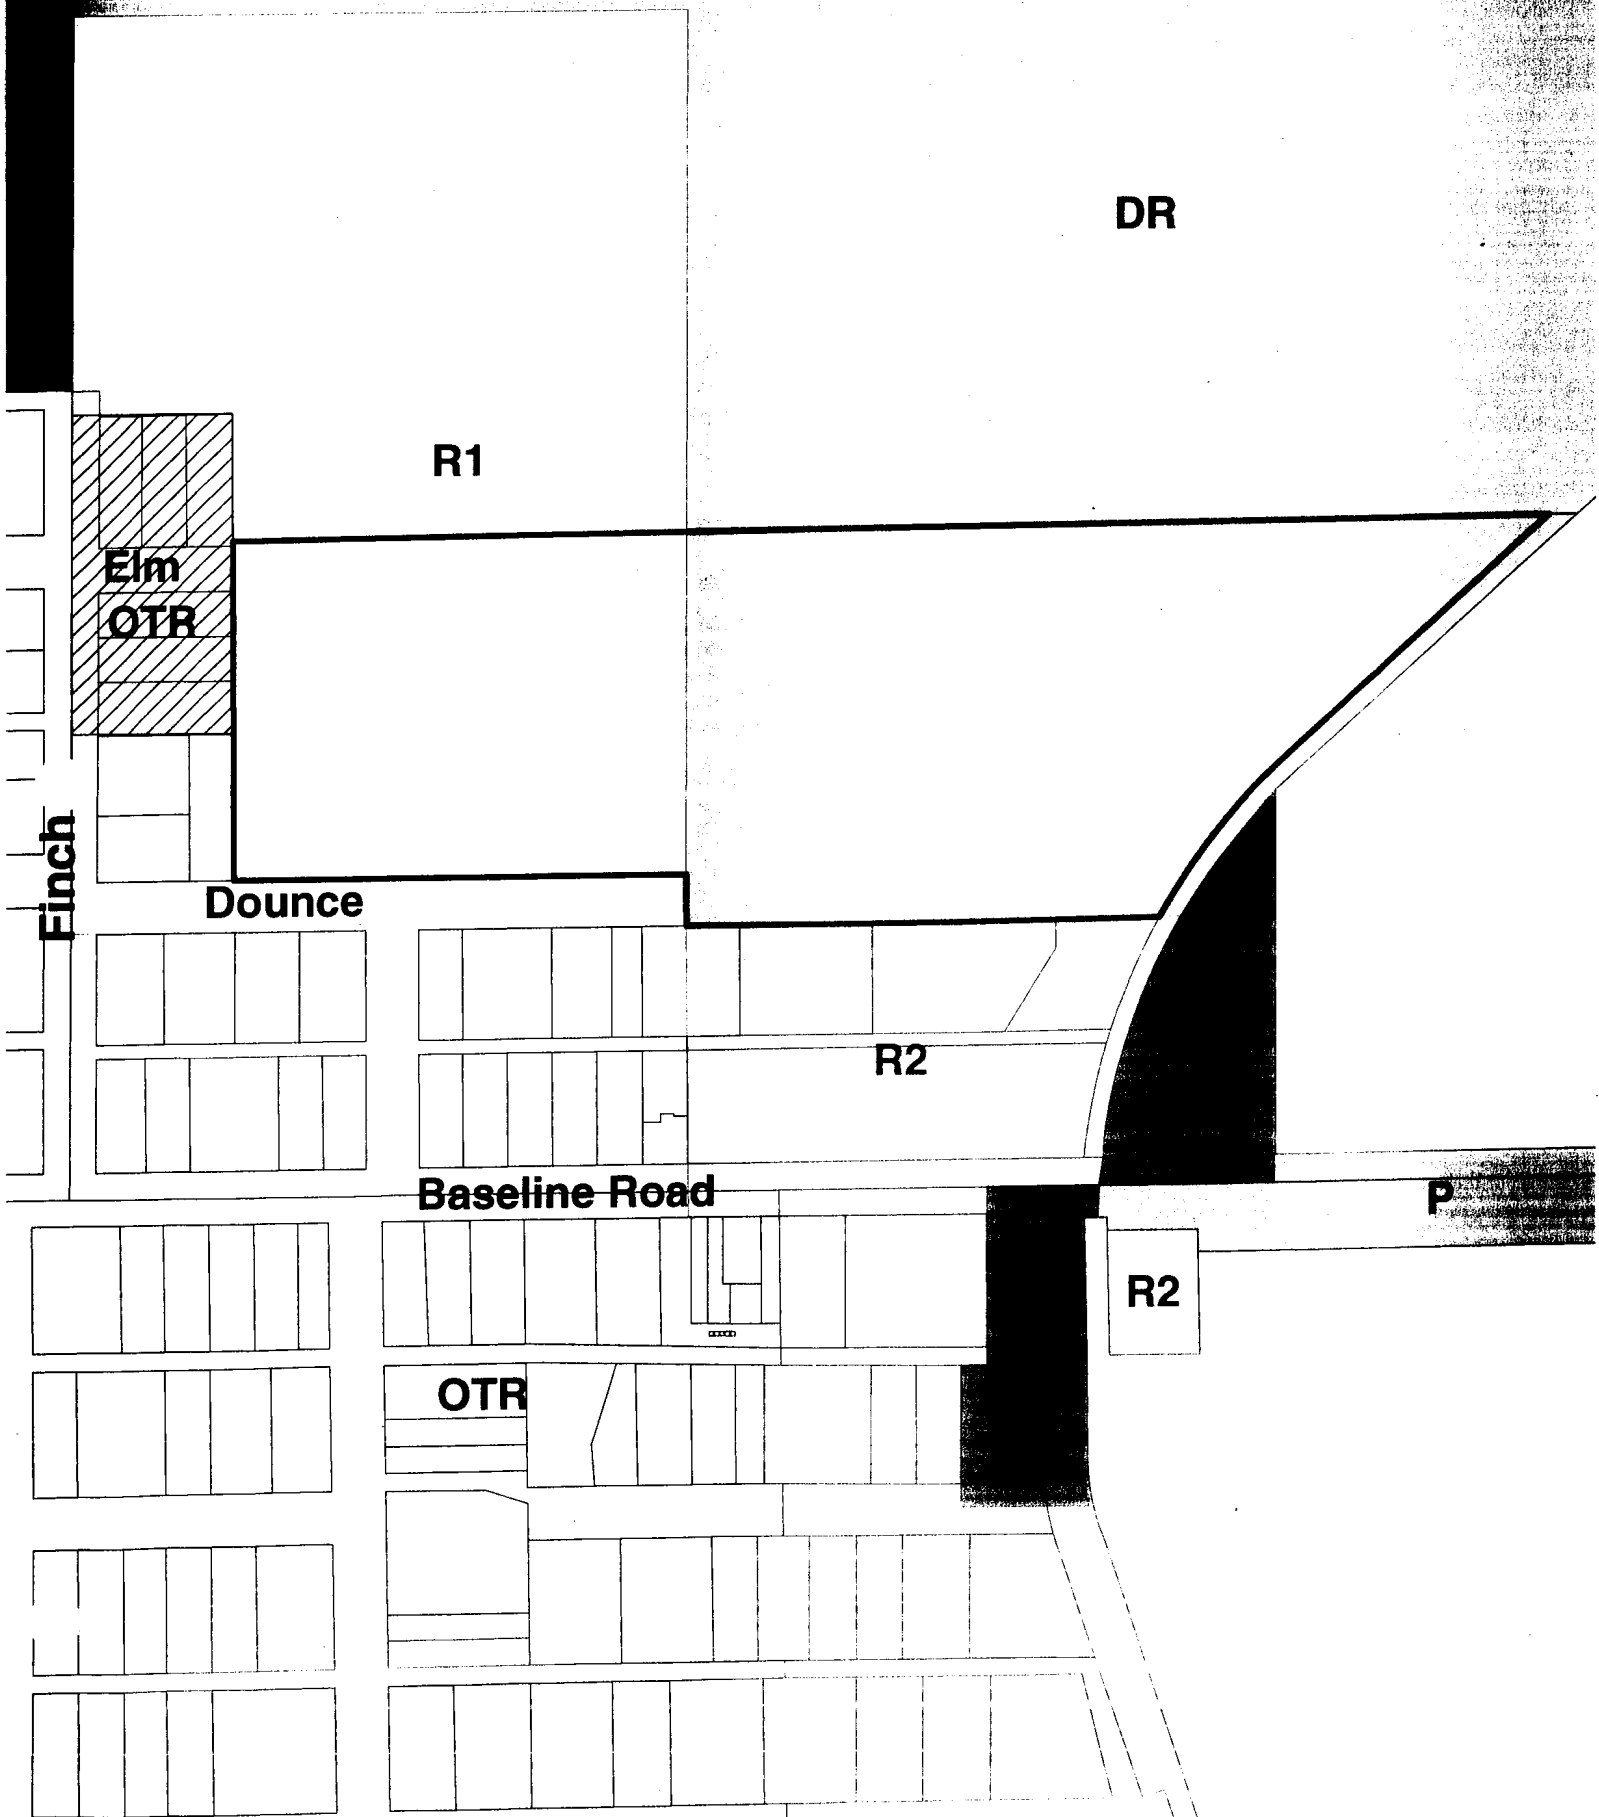 DR
R1
Elm
OTR
Finch
Dounce
R2
Baseline Road
P
R2
OTR